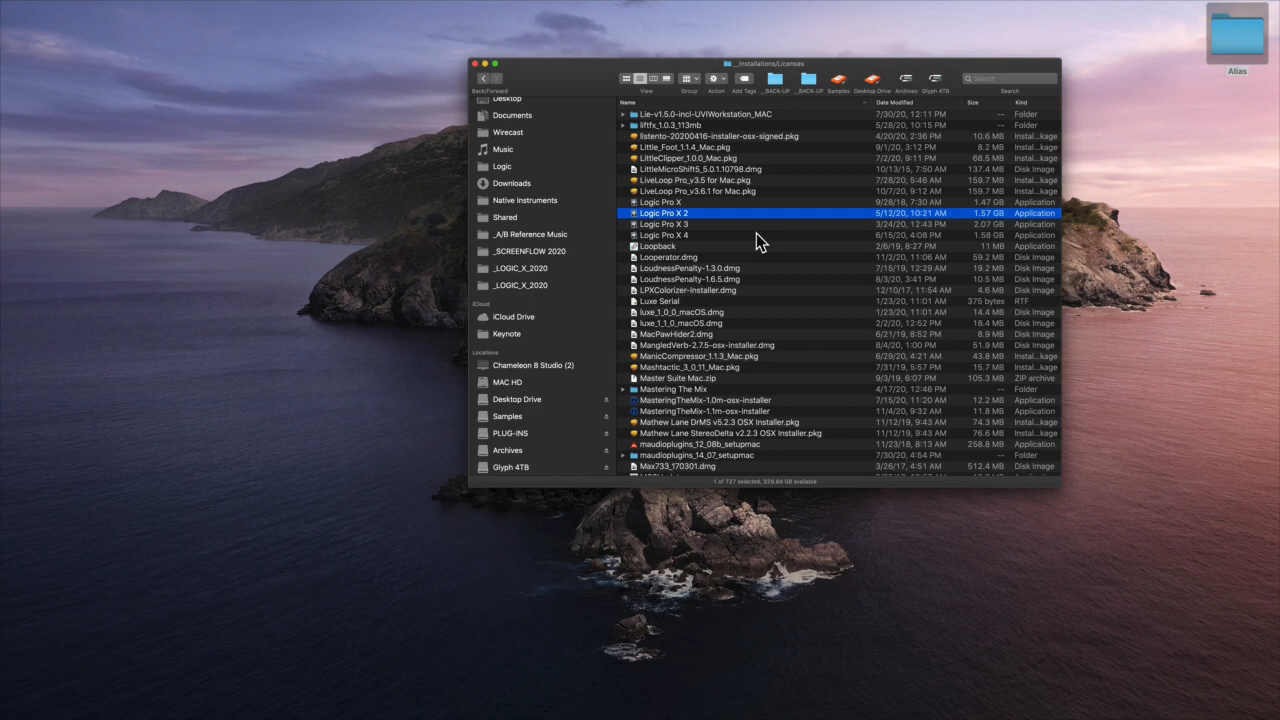 Alias
__Installations/Licenses
Back/Forward View Group Action Add Tags __BACK-UP __BACK-UP Samples Desktop Drive Archives Glyph 4TB Search
Search
Desktop
Documents
Wirecast
Music
Logic
Downloads
Native Instruments
Shared
_A/B Reference Music
_SCREENFLOW 2020
_LOGIC_X_2020
_LOGIC_X_2020
iCloud
iCloud Drive
Keynote
Locations
Chameleon 8 Studio (2)
MAC HD
Desktop Drive
Samples
PLUG-INS
Archives
Glyph 4TB
Name Date Modified Size Kind
Lie-v1.5.0-incl-UVIWorkstation_MAC 7/30/20, 12:11 PM -- Folder
liftfx_1.0.3_113mb 5/28/20, 10:15 PM -- Folder
listento-20200416-installer-osx-signed.pkg 4/20/20, 2:36 PM 10.6 MB Instal...kage
Little_Foot_1.1.4_Mac.pkg 9/1/20, 3:12 PM 8.2 MB Instal...kage
LittleClipper_1.0.0_Mac.pkg 7/2/20, 9:11 PM 68.5 MB Instal...kage
LittleMicroShift5_5.0.1.10798.dmg 10/13/15, 7:50 AM 137.4 MB Disk Image
LiveLoop Pro_v3.5 for Mac.pkg 7/28/20, 5:46 AM 159.7 MB Instal...kage
LiveLoop Pro_v3.6.1 for Mac.pkg 10/7/20, 9:12 AM 159.7 MB Instal...kage
Logic Pro X 9/28/18, 7:30 AM 1.47 GB Application
Logic Pro X 2 5/12/20, 10:21 AM 1.57 GB Application
Logic Pro X 3 3/24/20, 12:43 PM 2.07 GB Application
Logic Pro X 4 6/15/20, 4:08 PM 1.58 GB Application
Loopback 2/6/19, 8:27 PM 11 MB Application
Looperator.dmg 11/2/20, 11:06 AM 59.2 MB Disk Image
LoudnessPenalty-1.3.0.dmg 7/15/19, 12:29 AM 19.2 MB Disk Image
LoudnessPenalty-1.6.5.dmg 8/3/20, 3:41 PM 10.5 MB Disk Image
LPXColorizer-Installer.dmg 12/10/17, 11:54 AM 4.6 MB Disk Image
Luxe Serial 1/23/20, 11:01 AM 375 bytes RTF
luxe_1_0_0_macOS.dmg 1/23/20, 11:01 AM 14.4 MB Disk Image
luxe_1_1_0_macOS.dmg 2/2/20, 12:52 PM 18.4 MB Disk Image
MacPawHider2.dmg 6/21/19, 8:52 PM 8.9 MB Disk Image
MangledVerb-2.7.5-osx-installer.dmg 8/4/20, 1:00 PM 51.9 MB Disk Image
ManicCompressor_1.1.3_Mac.pkg 6/29/20, 4:21 AM 43.8 MB Instal...kage
Mashtactic_3_0_11_Mac.pkg 7/31/19, 5:57 PM 15.7 MB Instal...kage
Master Suite Mac.zip 9/3/19, 6:07 PM 105.3 MB ZIP archive
Mastering The Mix 4/17/20, 12:46 PM -- Folder
MasteringTheMix-1.0m-osx-installer 7/15/20, 11:20 AM 12.2 MB Application
MasteringTheMix-1.1m-osx-installer 11/4/20, 9:32 AM 11.8 MB Application
Mathew Lane DrMS v5.2.3 OSX Installer.pkg 11/12/19, 9:43 AM 74.3 MB Instal...kage
Mathew Lane StereoDelta v2.2.3 OSX Installer.pkg 11/12/19, 9:43 AM 76.6 MB Instal...kage
maudioplugins_12_08b_setupmac 11/23/18, 8:13 AM 258.8 MB Application
maudioplugins_14_07_setupmac 7/30/20, 4:54 PM -- Folder
Max733_170301.dmg 3/26/17, 4:51 AM 512.4 MB Disk Image
1 of 727 selected, 329.64 GB available